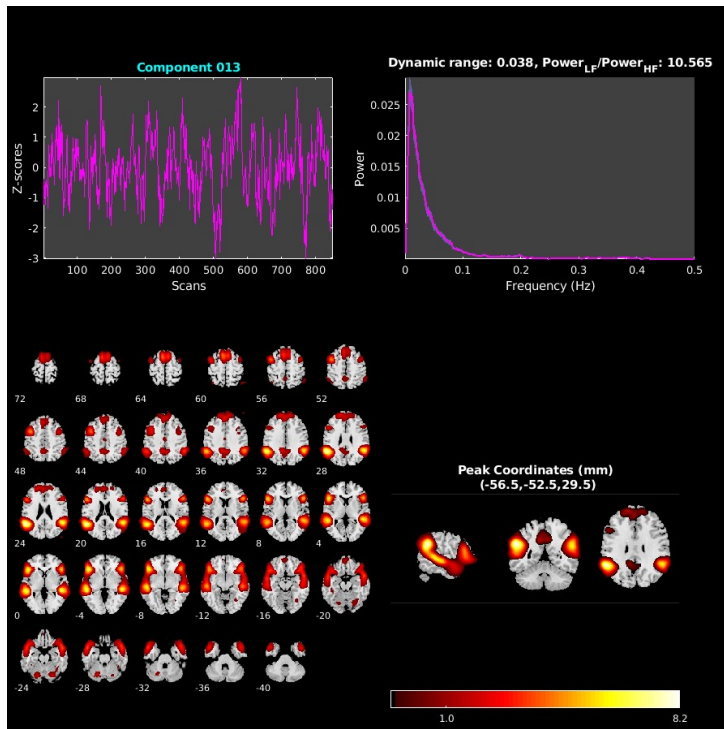 Component 013
Dynamic range: 0.038, Power_LF/Power_HF: 10.565
Z-scores
2
1
0
-1
-2
-3
100 200 300 400 500 600 700 800
Scans
Power
0.025
0.02
0.015
0.01
0.005
0 0.1 0.2 0.3 0.4 0.5
Frequency (Hz)
72 68 64 60 56 52
48 44 40 36 32 28
24 20 16 12 8 4
0 -4 -8 -12 -16 -20
-24 -28 -32 -36 -40
Peak Coordinates (mm)
(-56.5,-52.5,29.5)
1.0 8.2